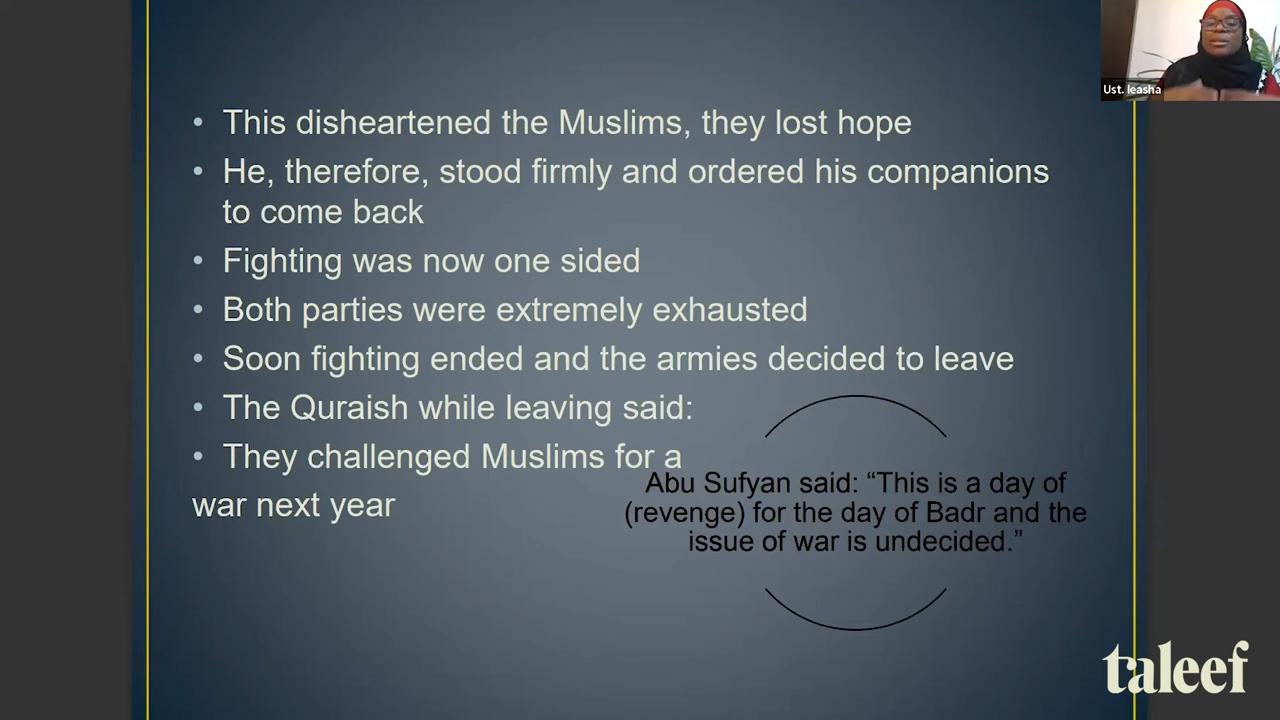 Ust. Ieasha
• This disheartened the Muslims, they lost hope
• He, therefore, stood firmly and ordered his companions
to come back
• Fighting was now one sided
• Both parties were extremely exhausted
• Soon fighting ended and the armies decided to leave
• The Quraish while leaving said:
• They challenged Muslims for a
war next year
Abu Sufyan said: “This is a day of
(revenge) for the day of Badr and the
issue of war is undecided.”
taleef